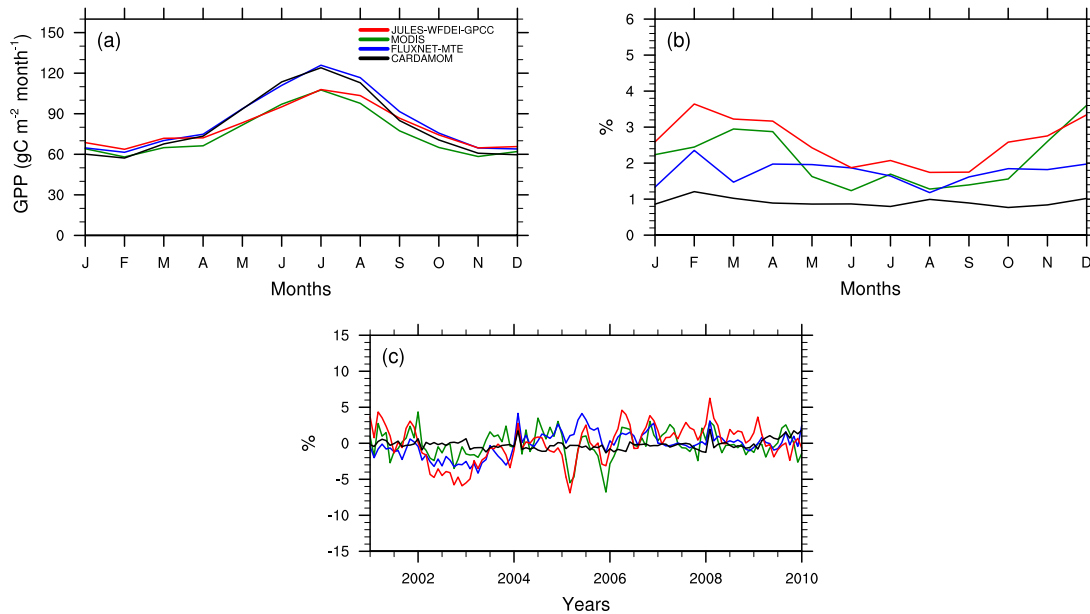 (a)
JULES-WFDEI-GPCC
MODIS
FLUXNET-MTE
CARDAMOM
GPP (gC m⁻² month⁻¹)
150
120
90
60
30
0
J F M A M J J A S O N D
Months
(b)
%
6
5
4
3
2
1
0
J F M A M J J A S O N D
Months
(c)
%
15
10
5
0
-5
-10
-15
2002 2004 2006 2008 2010
Years